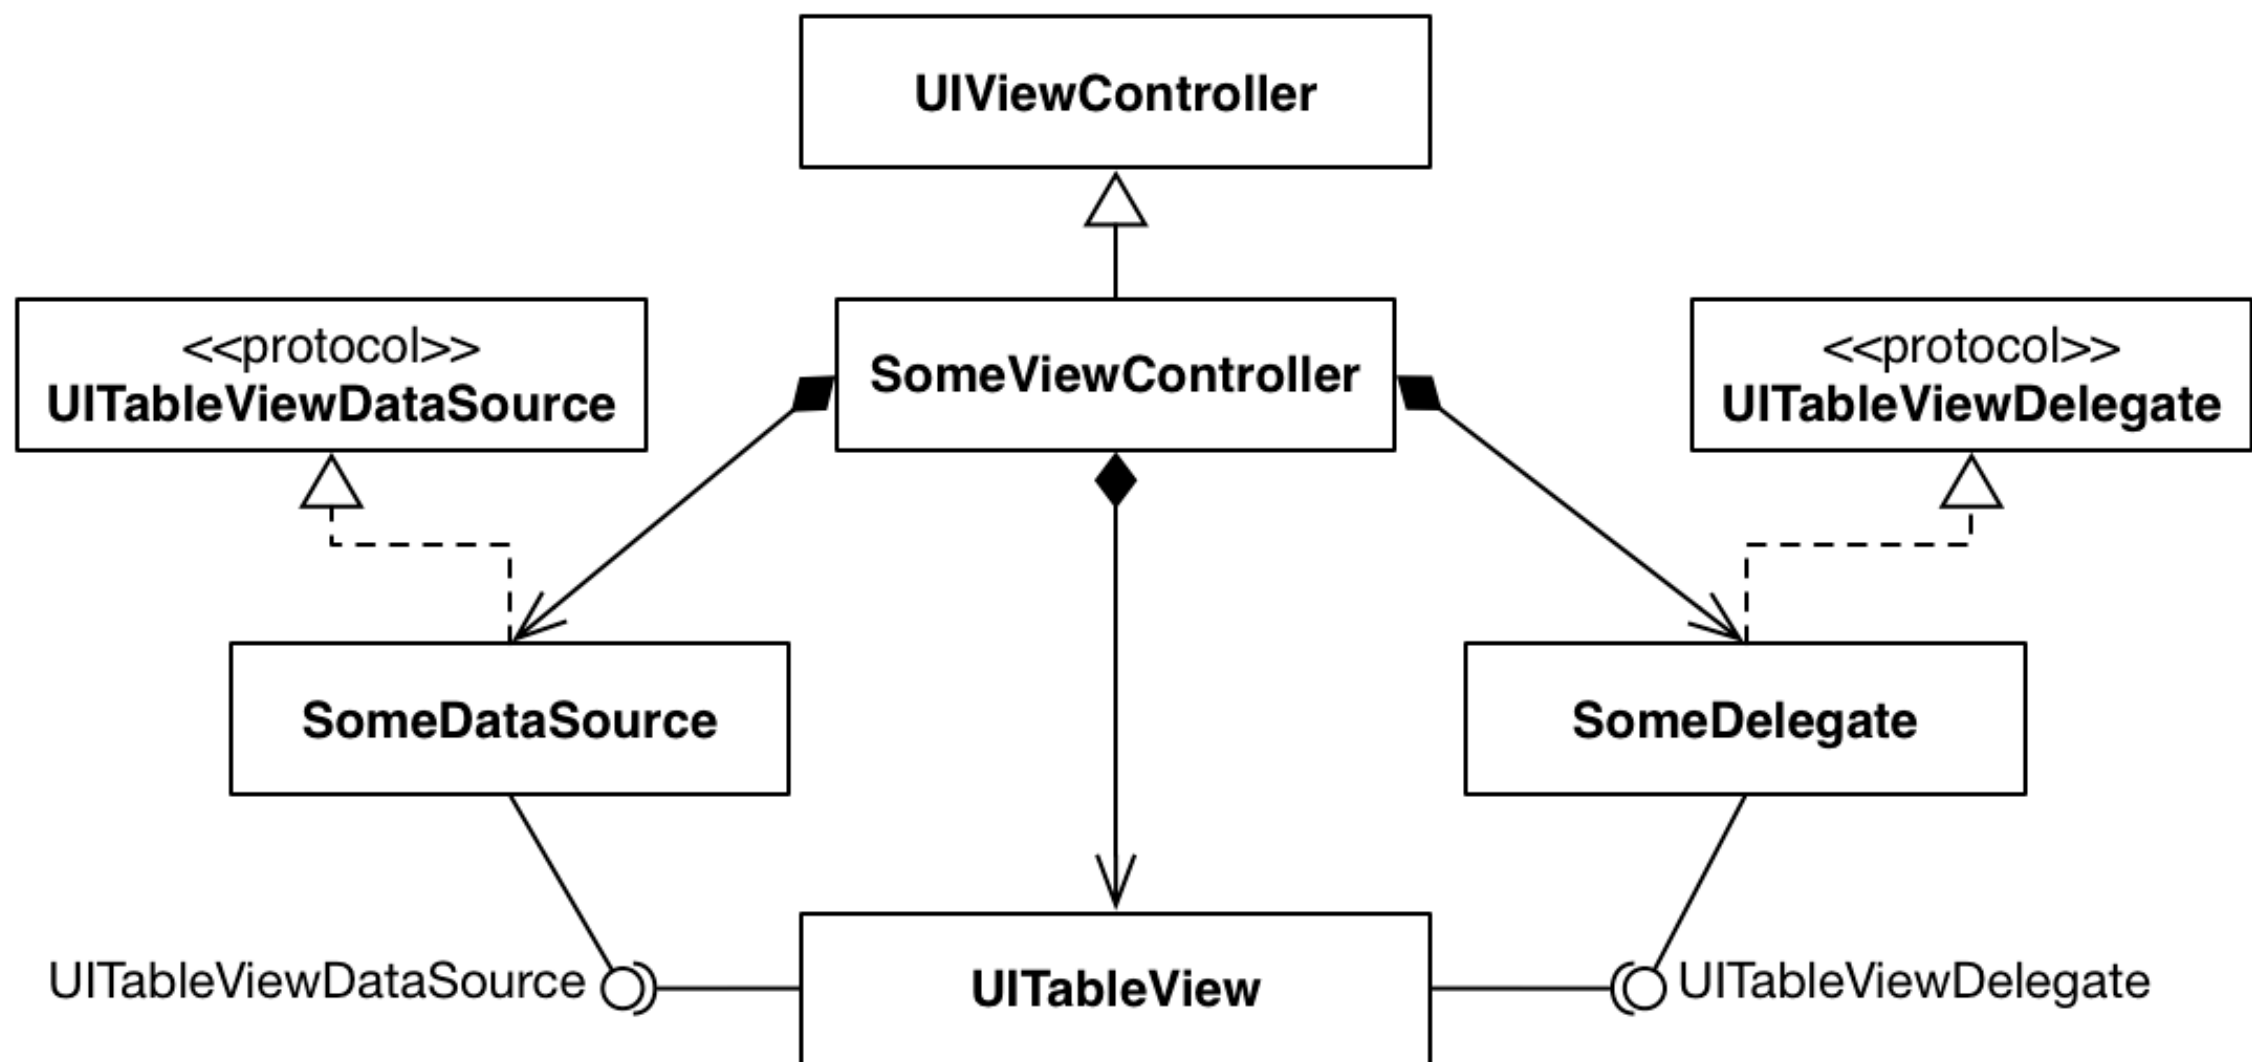 UIViewController
<<protocol>>
UITableViewDataSource
SomeViewController
<<protocol>>
UITableViewDelegate
SomeDataSource
SomeDelegate
UITableViewDataSource
UITableView
UITableViewDelegate